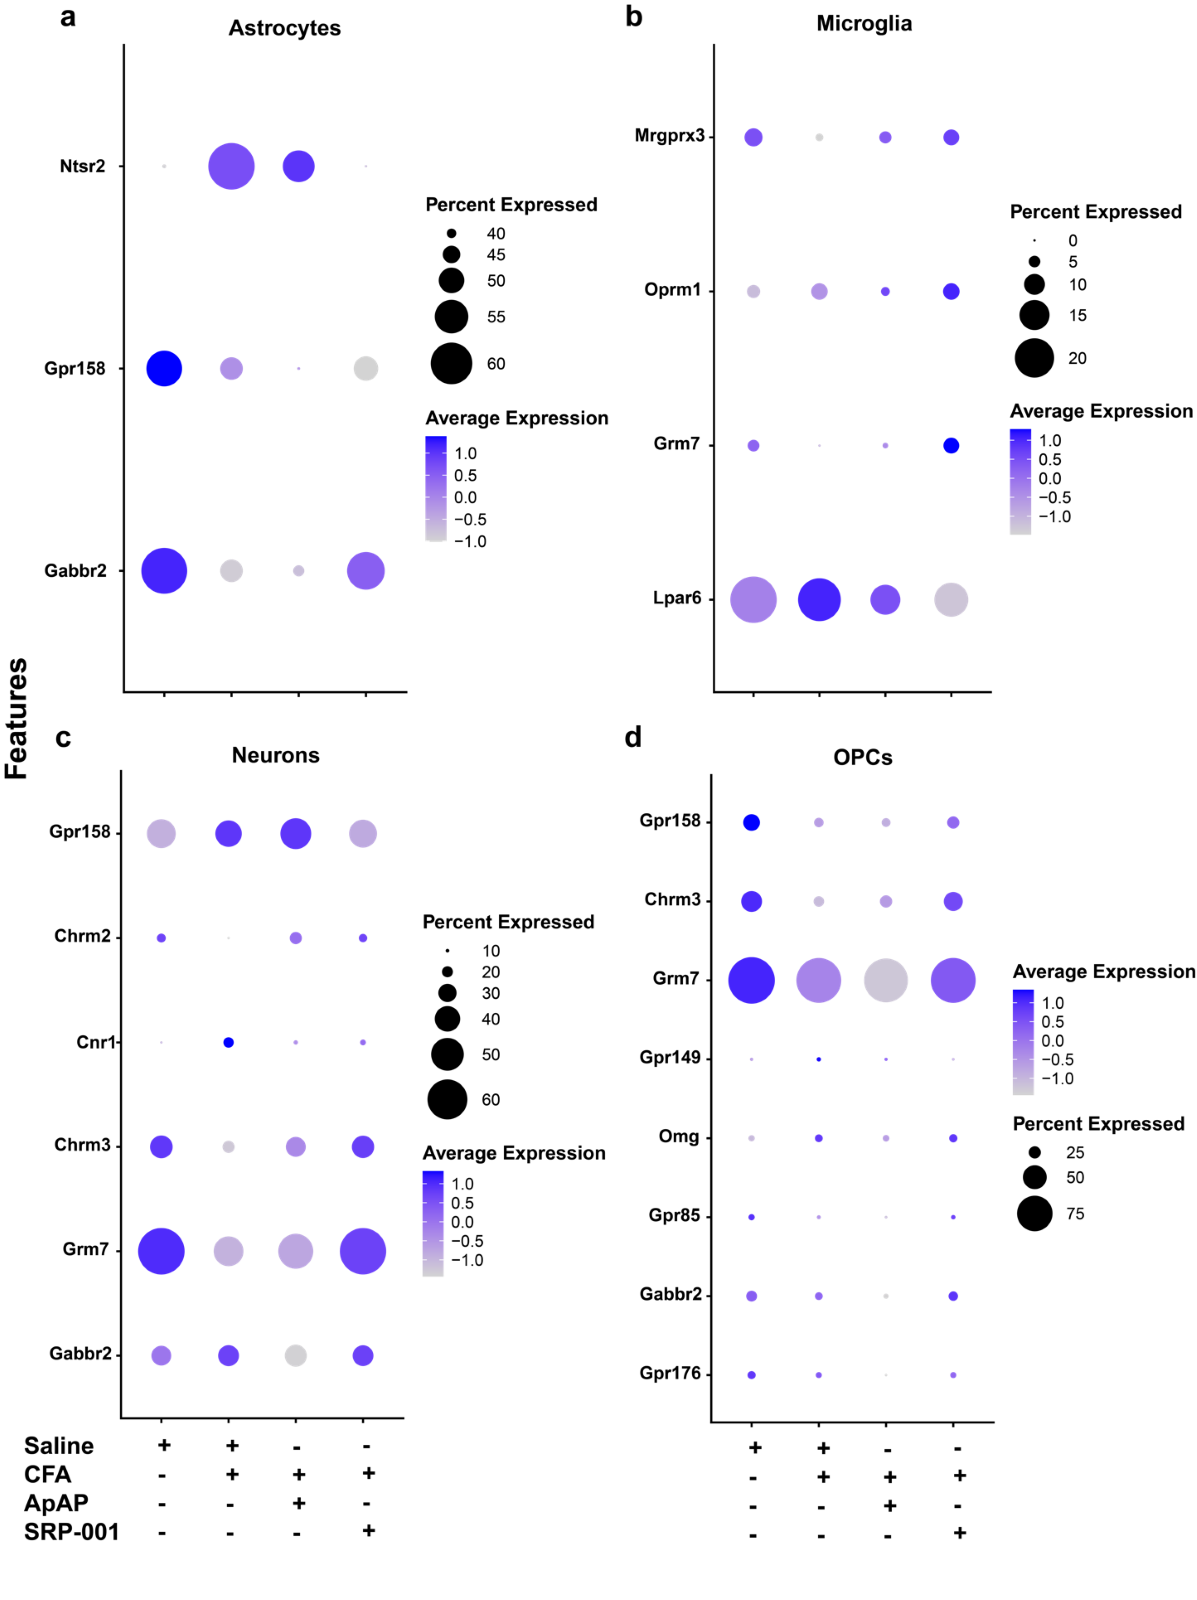 a
Astrocytes
Ntsr2
Gpr158
Gabbr2
Percent Expressed
40
45
50
55
60
Average Expression
1.0
0.5
0.0
−0.5
−1.0
b
Microglia
Mrgprx3
Oprm1
Grm7
Lpar6
Percent Expressed
0
5
10
15
20
Average Expression
1.0
0.5
0.0
−0.5
−1.0
Features
c
Neurons
Gpr158
Chrm2
Cnr1
Chrm3
Grm7
Gabbr2
Percent Expressed
10
20
30
40
50
60
Average Expression
1.0
0.5
0.0
−0.5
−1.0
d
OPCs
Gpr158
Chrm3
Grm7
Gpr149
Omg
Gpr85
Gabbr2
Gpr176
Average Expression
1.0
0.5
0.0
−0.5
−1.0
Percent Expressed
25
50
75
Saline + + - -
CFA - + + +
ApAP - - + -
SRP-001 - - - +
+ + - -
- + + +
- - + -
- - - +